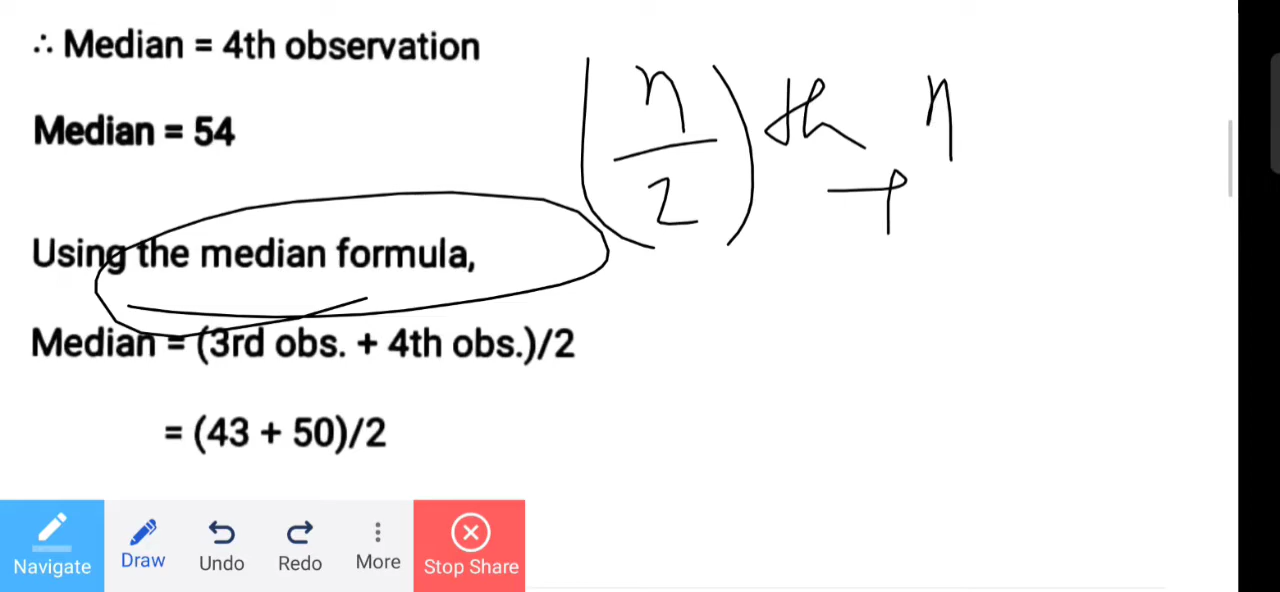 ∴ Median = 4th observation
Median = 54
(n/2) th n
Using the median formula,
Median = (3rd obs. + 4th obs.)/2
= (43 + 50)/2
Navigate Draw Undo Redo More Stop Share